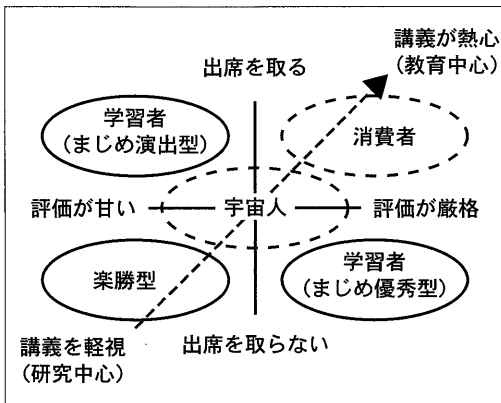 講義が熱心
(教育中心)
出席を取る
学習者
(まじめ演出型)
消費者
評価が甘い
宇宙人
評価が厳格
楽勝型
学習者
(まじめ優秀型)
講義を軽視
(研究中心)
出席を取らない